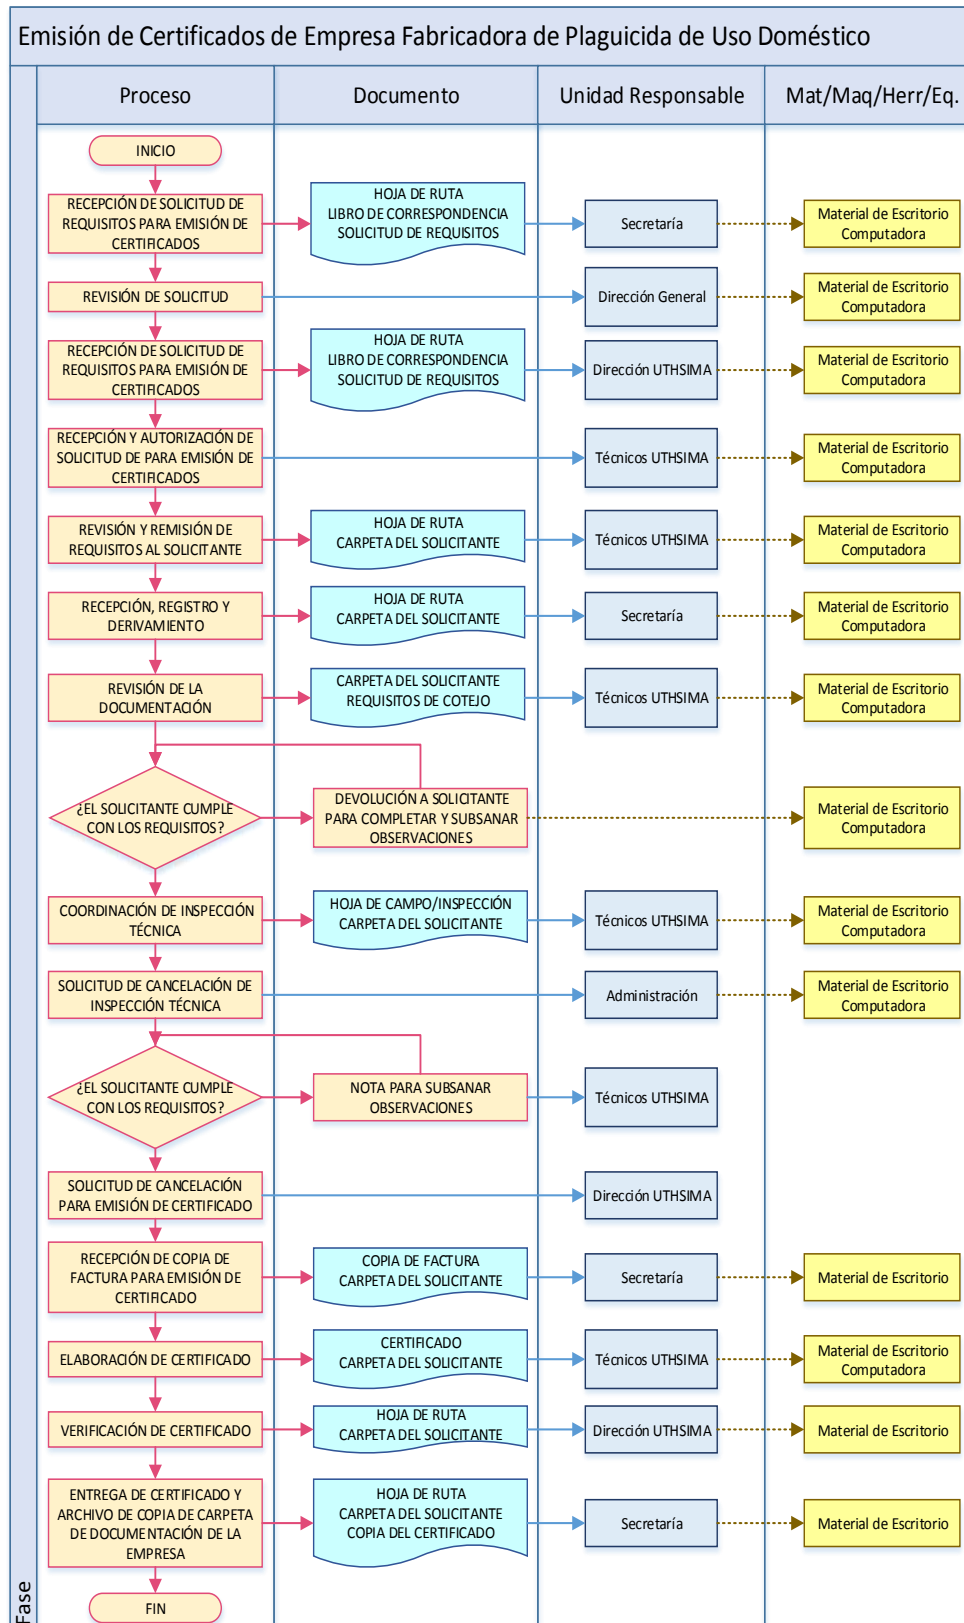 Emisión de Certificados de Empresa Fabricadora de Plaguicida de Uso Doméstico
Proceso
Documento
Unidad Responsable
Mat/Maq/Herr/Eq.
INICIO
RECEPCIÓN DE SOLICITUD DE
REQUISITOS PARA EMISIÓN DE
CERTIFICADOS
HOJA DE RUTA
LIBRO DE CORRESPONDENCIA
SOLICITUD DE REQUISITOS
Secretaría
Material de Escritorio
Computadora
REVISIÓN DE SOLICITUD
Dirección General
Material de Escritorio
Computadora
RECEPCIÓN DE SOLICITUD DE
REQUISITOS PARA EMISIÓN DE
CERTIFICADOS
HOJA DE RUTA
LIBRO DE CORRESPONDENCIA
SOLICITUD DE REQUISITOS
Dirección UTHSIMA
Material de Escritorio
Computadora
RECEPCIÓN Y AUTORIZACIÓN DE
SOLICITUD DE PARA EMISIÓN DE
CERTIFICADOS
Técnicos UTHSIMA
Material de Escritorio
Computadora
REVISIÓN Y REMISIÓN DE
REQUISITOS AL SOLICITANTE
HOJA DE RUTA
CARPETA DEL SOLICITANTE
Técnicos UTHSIMA
Material de Escritorio
Computadora
RECEPCIÓN, REGISTRO Y
DERIVAMIENTO
HOJA DE RUTA
CARPETA DEL SOLICITANTE
Secretaría
Material de Escritorio
Computadora
REVISIÓN DE LA
DOCUMENTACIÓN
CARPETA DEL SOLICITANTE
REQUISITOS DE COTEJO
Técnicos UTHSIMA
Material de Escritorio
Computadora
¿EL SOLICITANTE CUMPLE
CON LOS REQUISITOS?
DEVOLUCIÓN A SOLICITANTE
PARA COMPLETAR Y SUBSANAR
OBSERVACIONES
Material de Escritorio
Computadora
COORDINACIÓN DE INSPECCIÓN
TÉCNICA
HOJA DE CAMPO/INSPECCIÓN
CARPETA DEL SOLICITANTE
Técnicos UTHSIMA
Material de Escritorio
Computadora
SOLICITUD DE CANCELACIÓN DE
INSPECCIÓN TÉCNICA
Administración
Material de Escritorio
Computadora
¿EL SOLICITANTE CUMPLE
CON LOS REQUISITOS?
NOTA PARA SUBSANAR
OBSERVACIONES
Técnicos UTHSIMA
SOLICITUD DE CANCELACIÓN
PARA EMISIÓN DE CERTIFICADO
Dirección UTHSIMA
RECEPCIÓN DE COPIA DE
FACTURA PARA EMISIÓN DE
CERTIFICADO
COPIA DE FACTURA
CARPETA DEL SOLICITANTE
Secretaría
Material de Escritorio
ELABORACIÓN DE CERTIFICADO
CERTIFICADO
CARPETA DEL SOLICITANTE
Técnicos UTHSIMA
Material de Escritorio
Computadora
VERIFICACIÓN DE CERTIFICADO
HOJA DE RUTA
CARPETA DEL SOLICITANTE
Dirección UTHSIMA
Material de Escritorio
ENTREGA DE CERTIFICADO Y
ARCHIVO DE COPIA DE CARPETA
DE DOCUMENTACIÓN DE LA
EMPRESA
HOJA DE RUTA
CARPETA DEL SOLICITANTE
COPIA DEL CERTIFICADO
Secretaría
Material de Escritorio
FIN
Fase